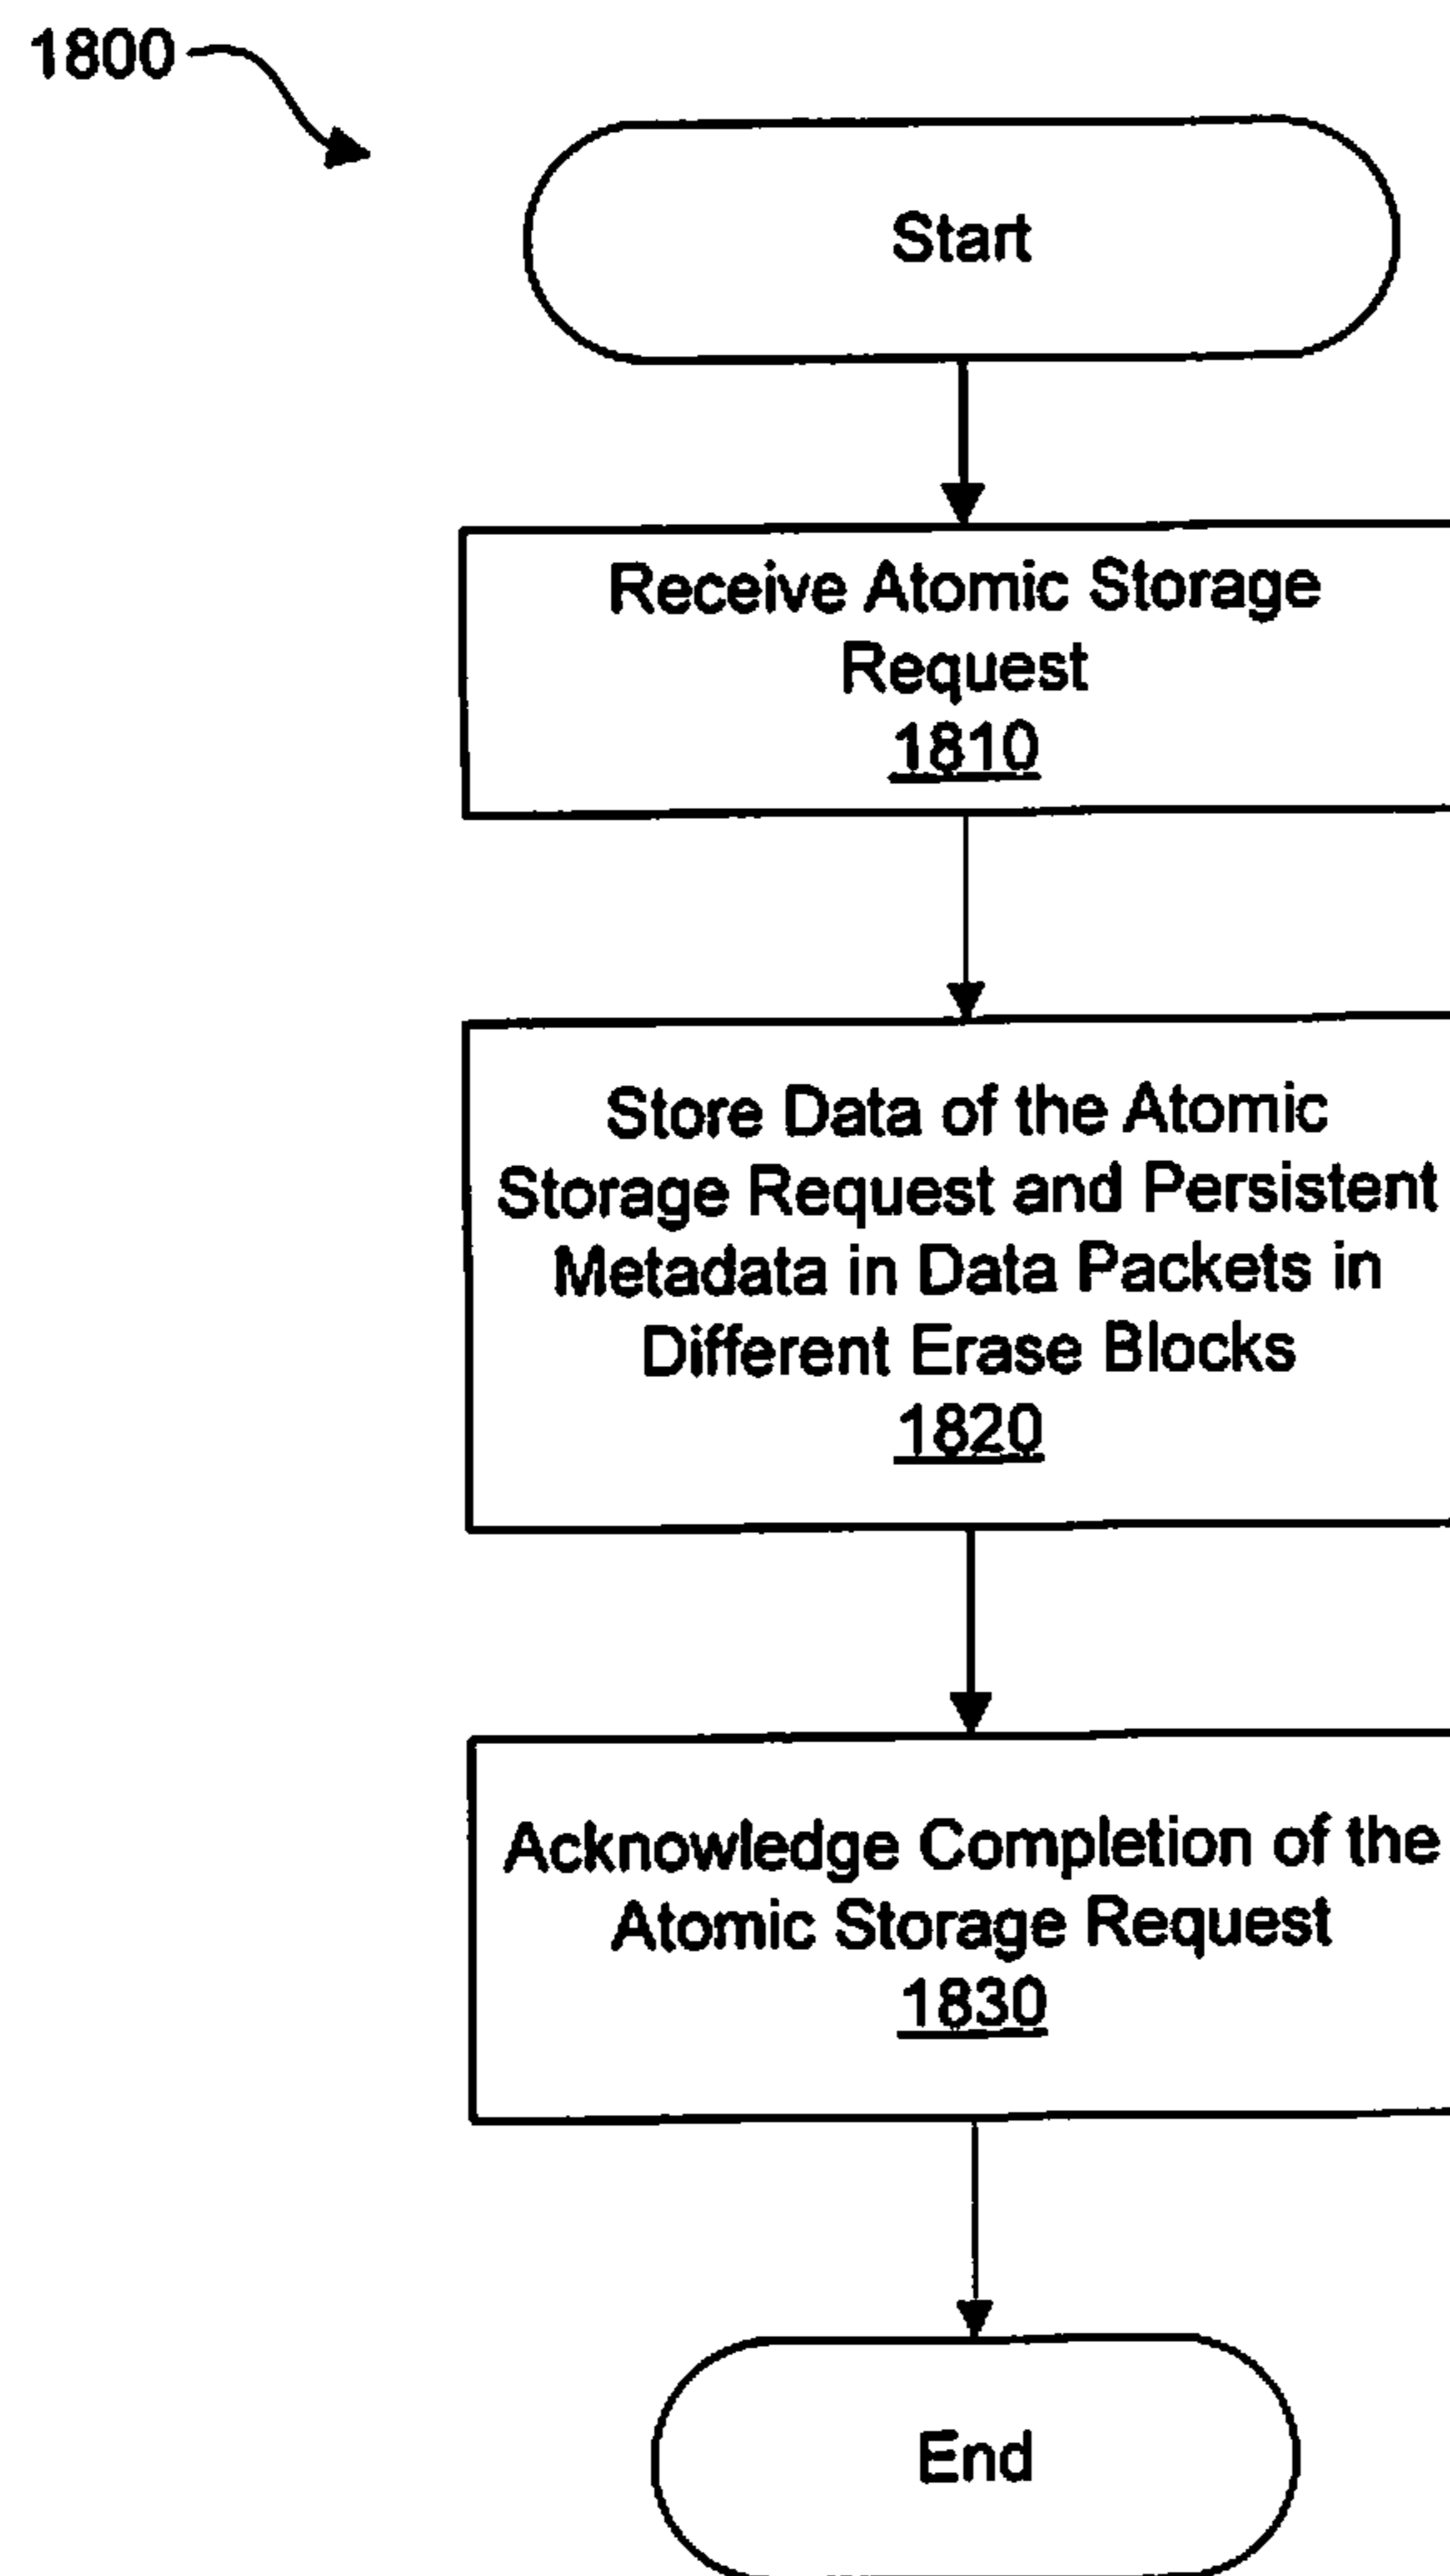 1800
Start
Receive Atomic Storage
Request
1810
Store Data of the Atomic
Storage Request and Persistent
Metadata in Data Packets in
Different Erase Blocks
1820
Acknowledge Completion of the
Atomic Storage Request
1830
End